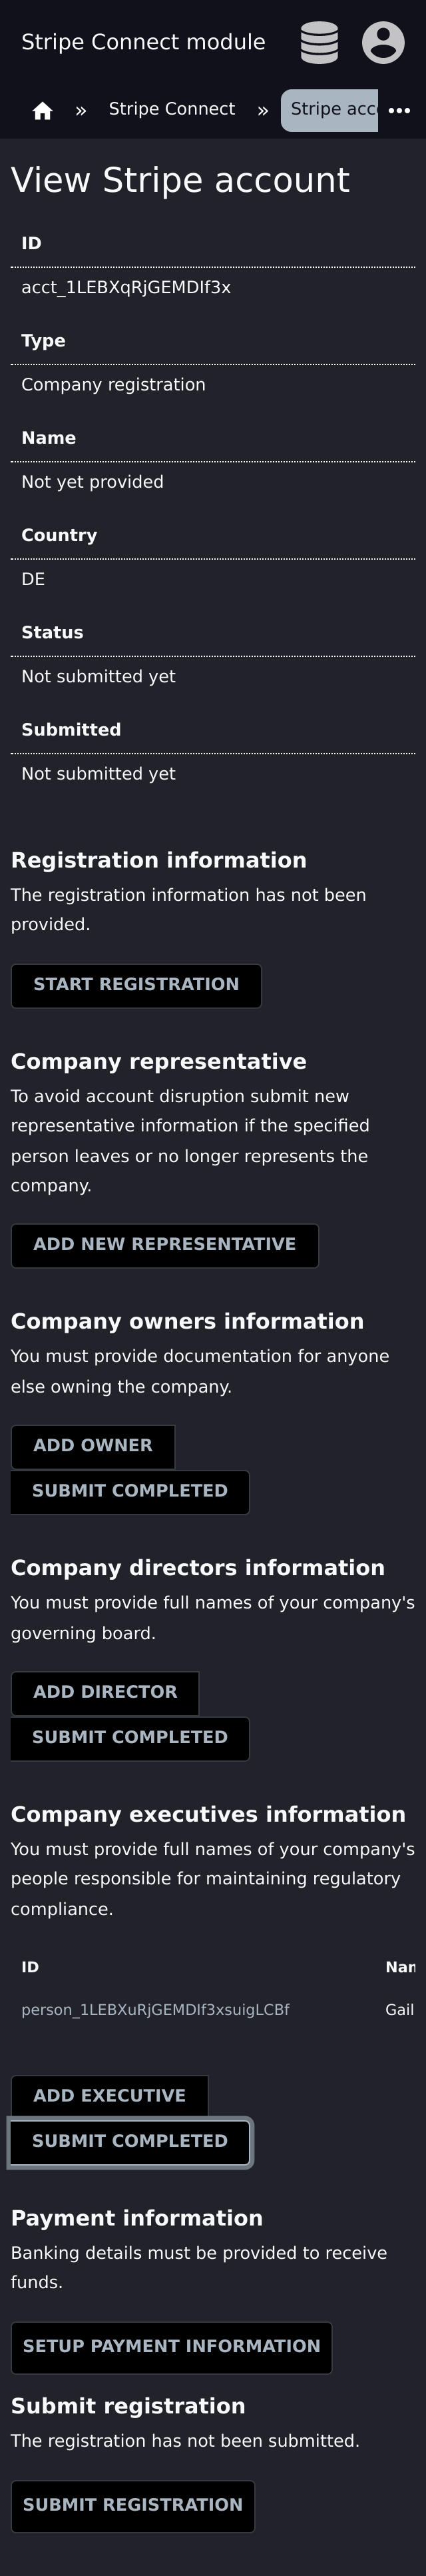 Stripe Connect module
» Stripe Connect » Stripe acc
View Stripe account
ID
acct_1LEBXqRjGEMDIf3x
Type
Company registration
Name
Not yet provided
Country
DE
Status
Not submitted yet
Submitted
Not submitted yet
Registration information
The registration information has not been
provided.
START REGISTRATION
Company representative
To avoid account disruption submit new
representative information if the specified
person leaves or no longer represents the
company.
ADD NEW REPRESENTATIVE
Company owners information
You must provide documentation for anyone
else owning the company.
ADD OWNER
SUBMIT COMPLETED
Company directors information
You must provide full names of your company's
governing board.
ADD DIRECTOR
SUBMIT COMPLETED
Company executives information
You must provide full names of your company's
people responsible for maintaining regulatory
compliance.
ID Nam
person_1LEBXuRjGEMDIf3xsuigLCBf Gail
ADD EXECUTIVE
SUBMIT COMPLETED
Payment information
Banking details must be provided to receive
funds.
SETUP PAYMENT INFORMATION
Submit registration
The registration has not been submitted.
SUBMIT REGISTRATION